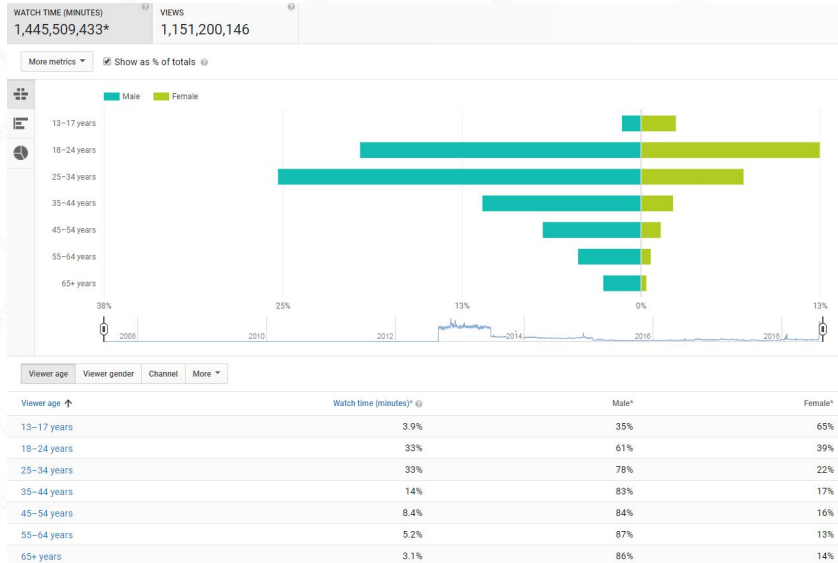 WATCH TIME (MINUTES) VIEWS
1,445,509,433* 1,151,200,146
More metrics Show as % of totals
Male Female
13–17 years
18–24 years
25–34 years
35–44 years
45–54 years
55–64 years
65+ years
38% 25% 13% 0% 13%
2008 2010 2012 2014 2016 2018
Viewer age Viewer gender Channel More
Viewer age Watch time (minutes)* Male* Female*
13–17 years 3.9% 35% 65%
18–24 years 33% 61% 39%
25–34 years 33% 78% 22%
35–44 years 14% 83% 17%
45–54 years 8.4% 84% 16%
55–64 years 5.2% 87% 13%
65+ years 3.1% 86% 14%